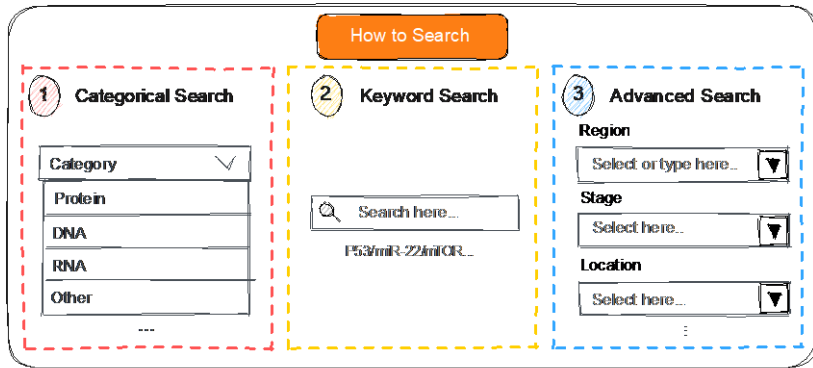 How to Search
1 Categorical Search
Category
Protein
DNA
RNA
Other
...
2 Keyword Search
Search here...
P53/miR-22/mTOR...
3 Advanced Search
Region
Select or type here...
Stage
Select here...
Location
Select here...